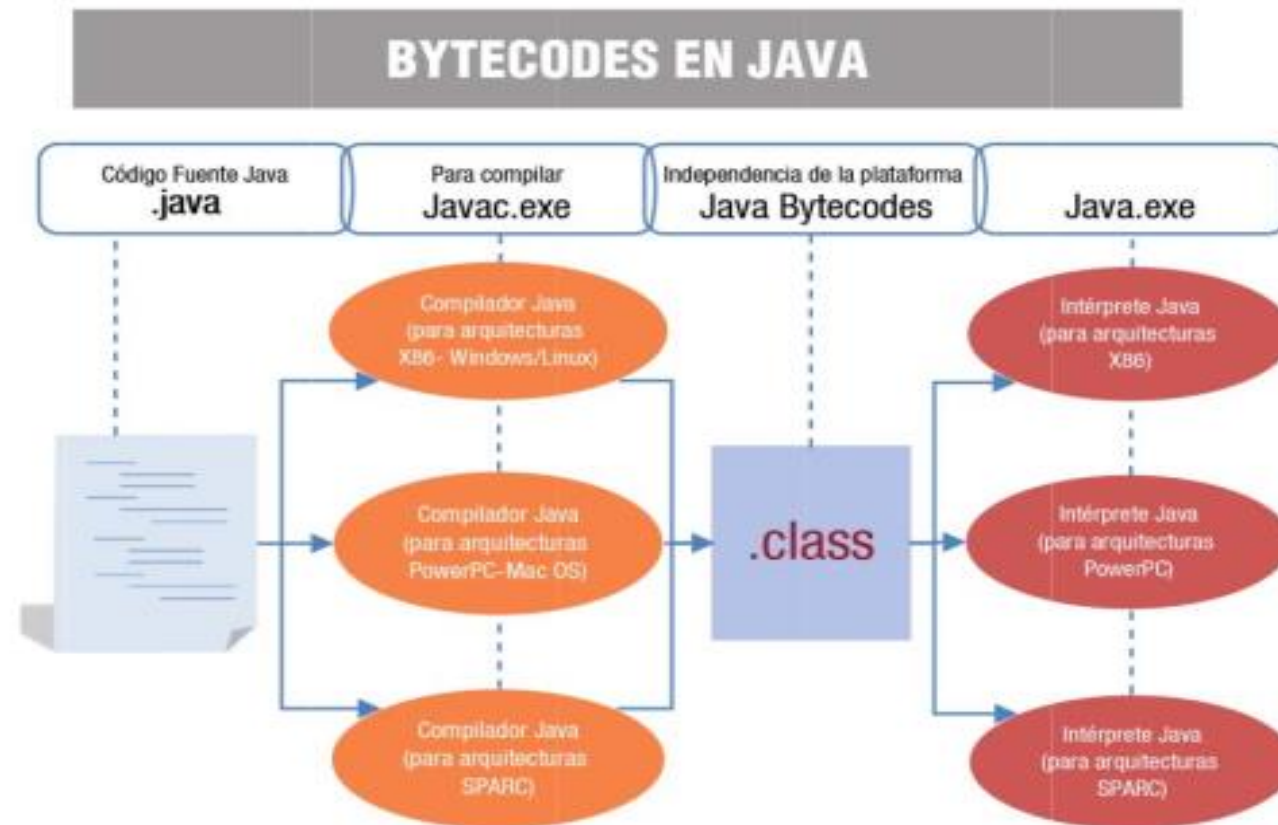 BYTECODES EN JAVA
Código Fuente Java
.java
Para compilar
Javac.exe
Independencia de la plataforma
Java Bytecodes
Java.exe
Compilador Java
(para arquitecturas
X86- Windows/Linux)
Compilador Java
(para arquitecturas
PowerPC-Mac OS)
Compilador Java
(para arquitecturas
SPARC)
.class
Intérprete Java
(para arquitecturas
X86)
Intérprete Java
(para arquitecturas
PowerPC)
Intérprete Java
(para arquitecturas
SPARC)